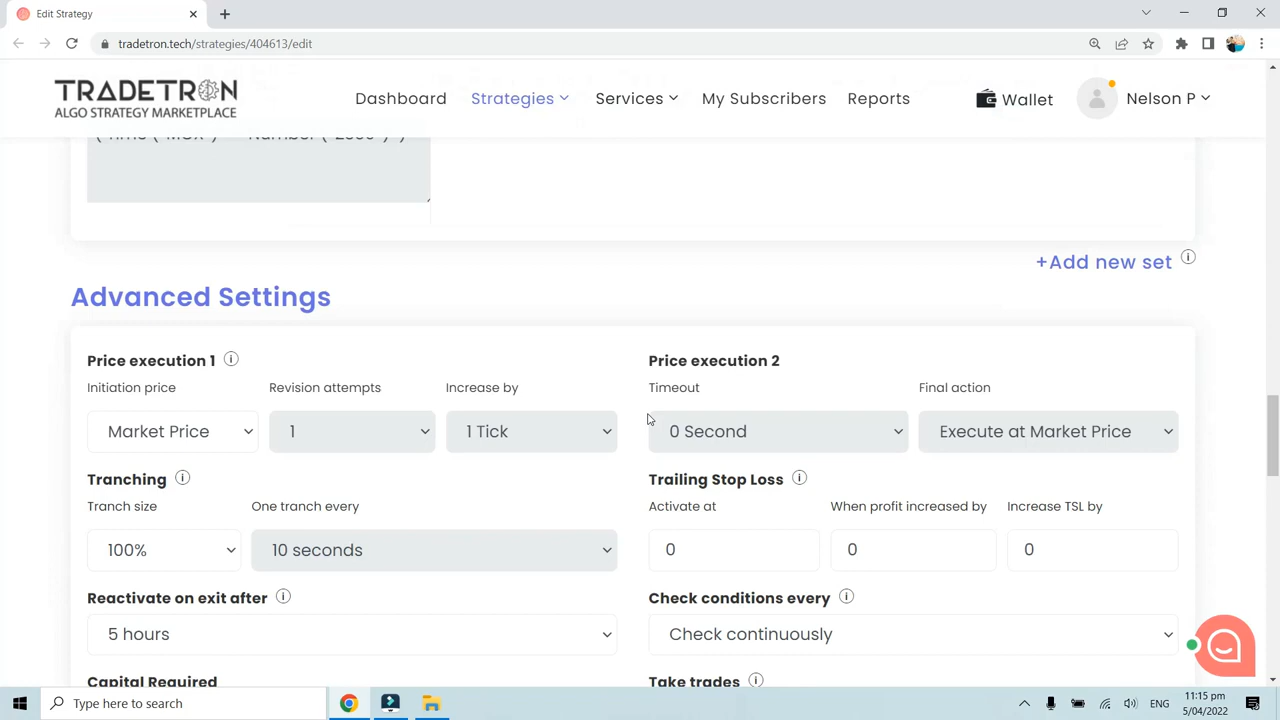 Edit Strategy
tradetron.tech/strategies/404613/edit
TRADETRON
ALGO STRATEGY MARKETPLACE
Dashboard Strategies Services My Subscribers Reports Wallet Nelson P
+Add new set
Advanced Settings
Price execution 1
Price execution 2
Initiation price Revision attempts Increase by Timeout Final action
Market Price 1 1 Tick 0 Second Execute at Market Price
Tranching
Trailing Stop Loss
Tranch size One tranch every Activate at When profit increased by Increase TSL by
100% 10 seconds 0 0 0
Reactivate on exit after
Check conditions every
5 hours Check continuously
Capital Required
Take trades
Type here to search
ENG
11:15 pm
5/04/2022